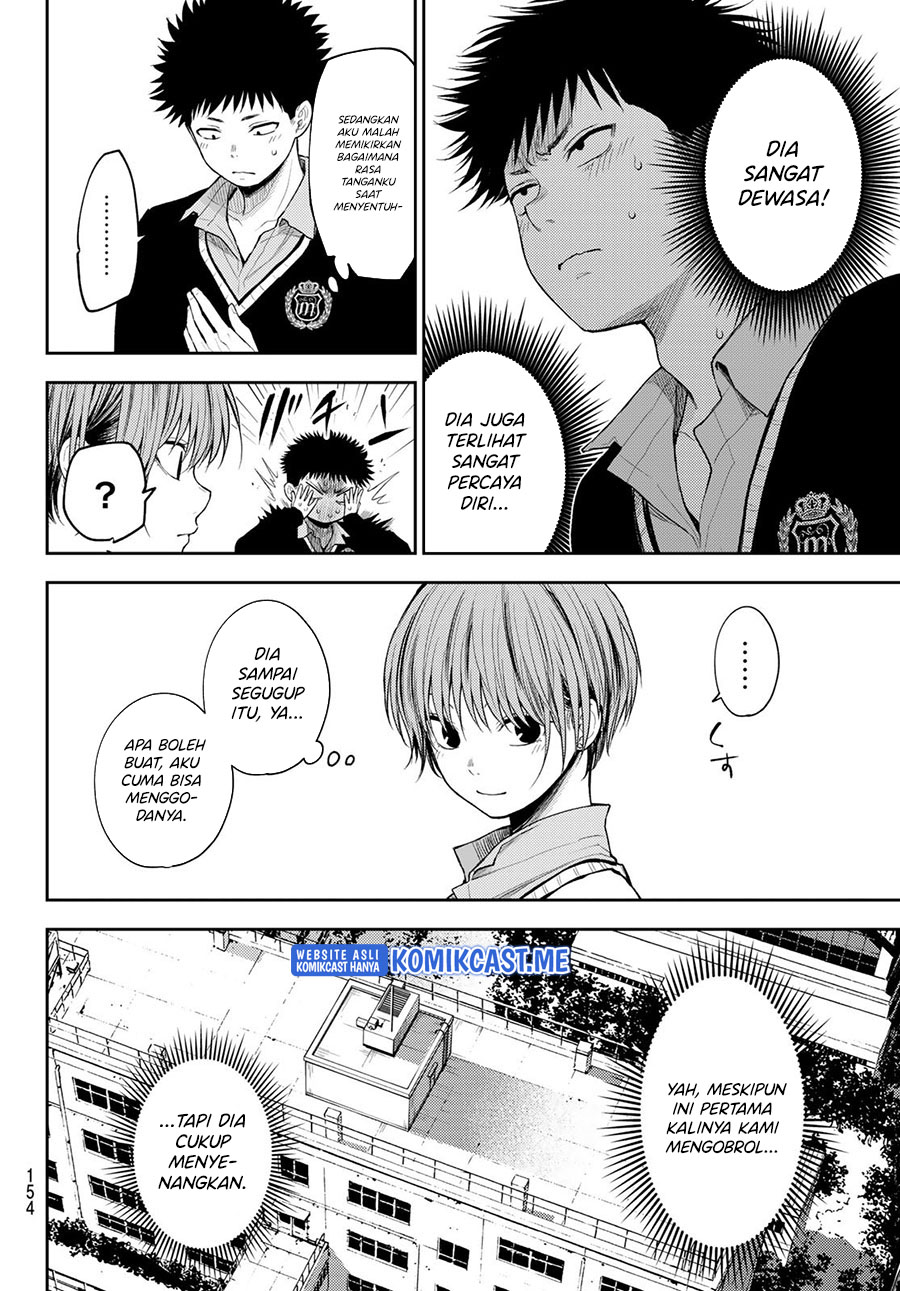 DIA
SANGAT
DEWASA!
DIA JUGA
TERLIHAT
SANGAT
PERCAYA
DIRI...
SEDANGKAN
AKU MALAH
MEMIKIRKAN
BAGAIMANA
RASA
TANGANKU
SAAT
MENYENTUH-
.........
m
m
?
......
くす
DIA
SAMPAI
SEGUGUP
ITU, YA...
APA BOLEH
BUAT, AKU
CUMA BISA
MENGGO-
DANYA.
WEBSITE ASLI
KOMIKCAST HANYA
KOMIKCAST.ME
YAH, MESKIPUN
INI PERTAMA
KALINYA KAMI
MENGOBROL...
...TAPI DIA
CUKUP
MENYE-
NANGKAN.
154